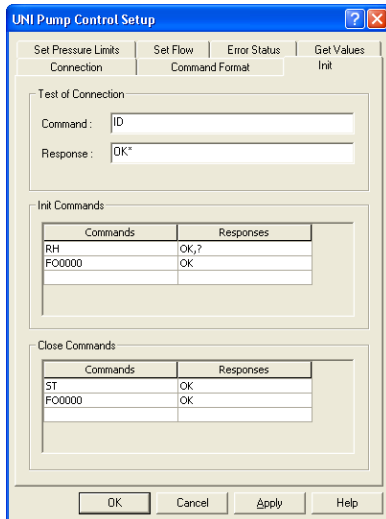 UNI Pump Control Setup
Set Pressure Limits Set Flow Error Status Get Values
Connection Command Format Init
Test of Connection
Command : ID
Response : OK*
Init Commands
Commands Responses
RH OK,?
FO0000 OK
Close Commands
Commands Responses
ST OK
FO0000 OK
OK Cancel Apply Help